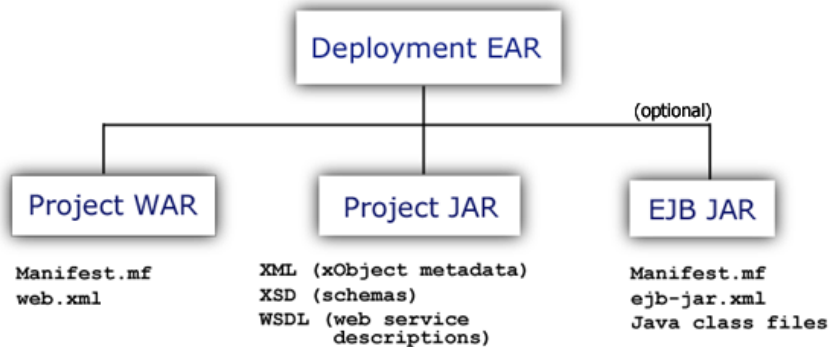 Deployment EAR
(optional)
Project WAR
Project JAR
EJB JAR
Manifest.mf
web.xml
XML (xObject metadata)
XSD (schemas)
WSDL (web service
descriptions)
Manifest.mf
ejb-jar.xml
Java class files